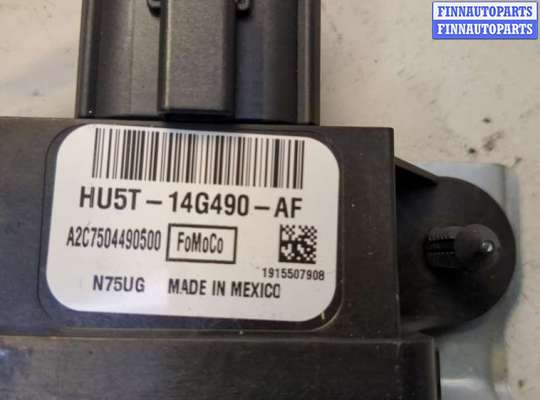 FINNAUTOPARTS
FINNAUTOPARTS
HU5T-14G490-AF
A2C7504490500 FoMoCo
1915507908
N75UG MADE IN MEXICO